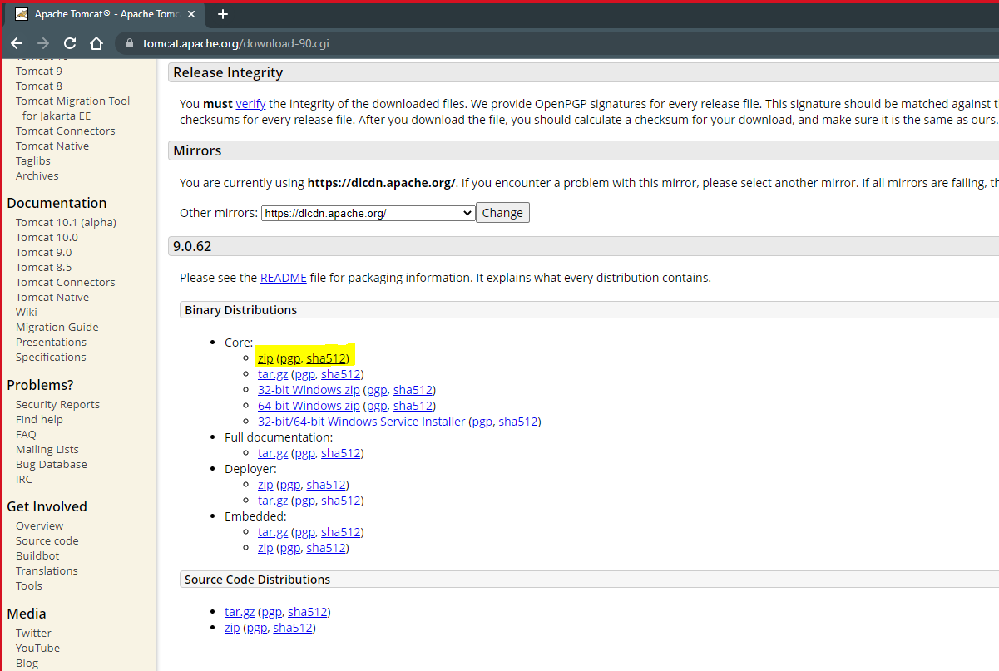 Apache Tomcat® - Apache Tomc
tomcat.apache.org/download-90.cgi
Tomcat 9
Tomcat 8
Tomcat Migration Tool
for Jakarta EE
Tomcat Connectors
Tomcat Native
Taglibs
Archives
Documentation
Tomcat 10.1 (alpha)
Tomcat 10.0
Tomcat 9.0
Tomcat 8.5
Tomcat Connectors
Tomcat Native
Wiki
Migration Guide
Presentations
Specifications
Problems?
Security Reports
Find help
FAQ
Mailing Lists
Bug Database
IRC
Get Involved
Overview
Source code
Buildbot
Translations
Tools
Media
Twitter
YouTube
Blog
Release Integrity
You must verify the integrity of the downloaded files. We provide OpenPGP signatures for every release file. This signature should be matched against t
checksums for every release file. After you download the file, you should calculate a checksum for your download, and make sure it is the same as ours.
Mirrors
You are currently using https://dlcdn.apache.org/. If you encounter a problem with this mirror, please select another mirror. If all mirrors are failing, th
Other mirrors: https://dlcdn.apache.org/ Change
9.0.62
Please see the README file for packaging information. It explains what every distribution contains.
Binary Distributions
Core:
zip (pgp, sha512)
tar.gz (pgp, sha512)
32-bit Windows zip (pgp, sha512)
64-bit Windows zip (pgp, sha512)
32-bit/64-bit Windows Service Installer (pgp, sha512)
Full documentation:
tar.gz (pgp, sha512)
Deployer:
zip (pgp, sha512)
tar.gz (pgp, sha512)
Embedded:
tar.gz (pgp, sha512)
zip (pgp, sha512)
Source Code Distributions
tar.gz (pgp, sha512)
zip (pgp, sha512)